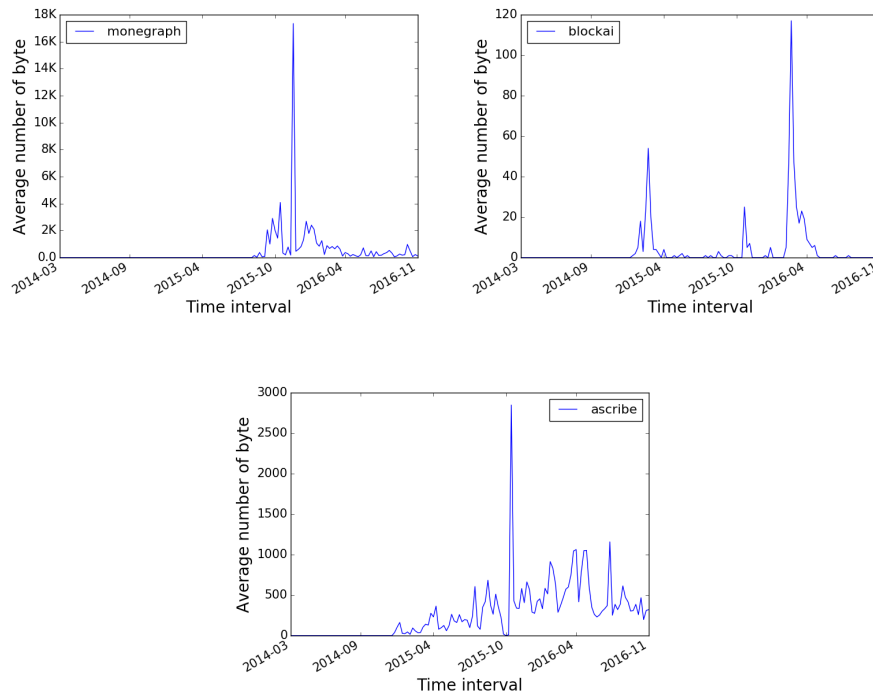 18K
16K
14K
12K
10K
8K
6K
4K
2K
0.0
Average number of byte
monegraph
2014-03
2014-09
2015-04
2015-10
2016-04
2016-11
Time interval
120
100
80
60
40
20
0
Average number of byte
blockai
2014-03
2014-09
2015-04
2015-10
2016-04
2016-11
Time interval
3000
2500
2000
1500
1000
500
0
Average number of byte
ascribe
2014-03
2014-09
2015-04
2015-10
2016-04
2016-11
Time interval